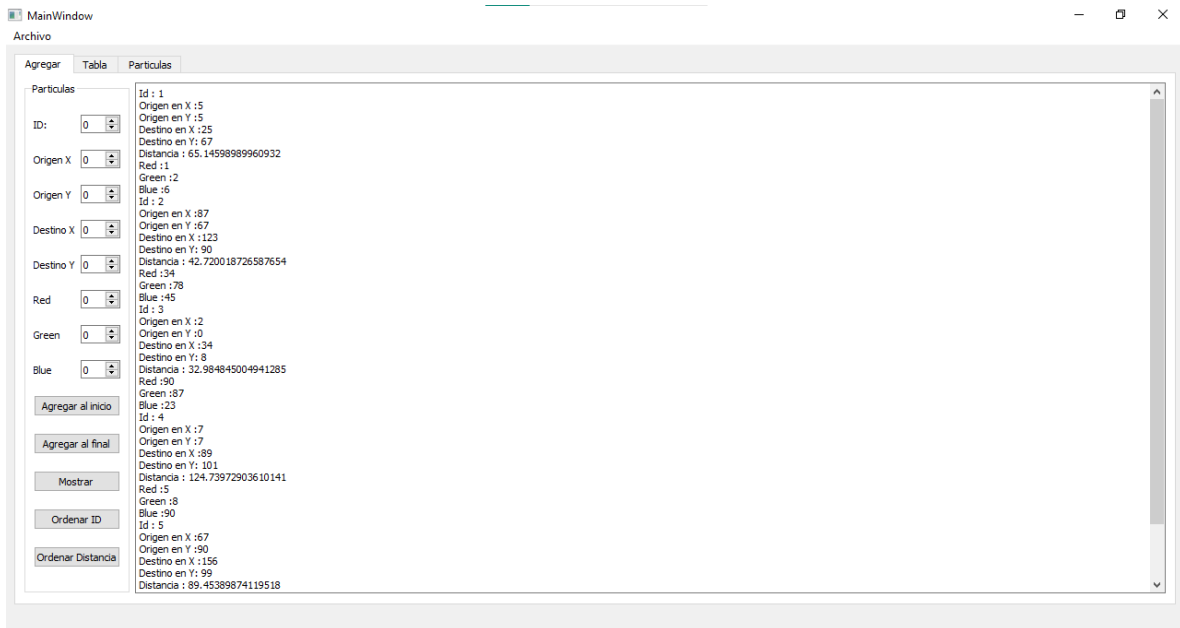 MainWindow
Archivo
Agregar Tabla Particulas
Particulas
ID: 0
Origen X 0
Origen Y 0
Destino X 0
Destino Y 0
Red 0
Green 0
Blue 0
Agregar al inicio
Agregar al final
Mostrar
Ordenar ID
Ordenar Distancia
Id : 1
Origen en X :5
Origen en Y :5
Destino en X :25
Destino en Y: 67
Distancia : 65.14598989960932
Red :1
Green :2
Blue :6
Id : 2
Origen en X :87
Origen en Y :67
Destino en X :123
Destino en Y: 90
Distancia : 42.720018726587654
Red :34
Green :78
Blue :45
Id : 3
Origen en X :2
Origen en Y :0
Destino en X :34
Destino en Y: 8
Distancia : 32.984845004941285
Red :90
Green :87
Blue :23
Id : 4
Origen en X :7
Origen en Y :7
Destino en X :89
Destino en Y: 101
Distancia : 124.73972903610141
Red :5
Green :8
Blue :90
Id : 5
Origen en X :67
Origen en Y :90
Destino en X :156
Destino en Y: 99
Distancia : 89.45389874119518